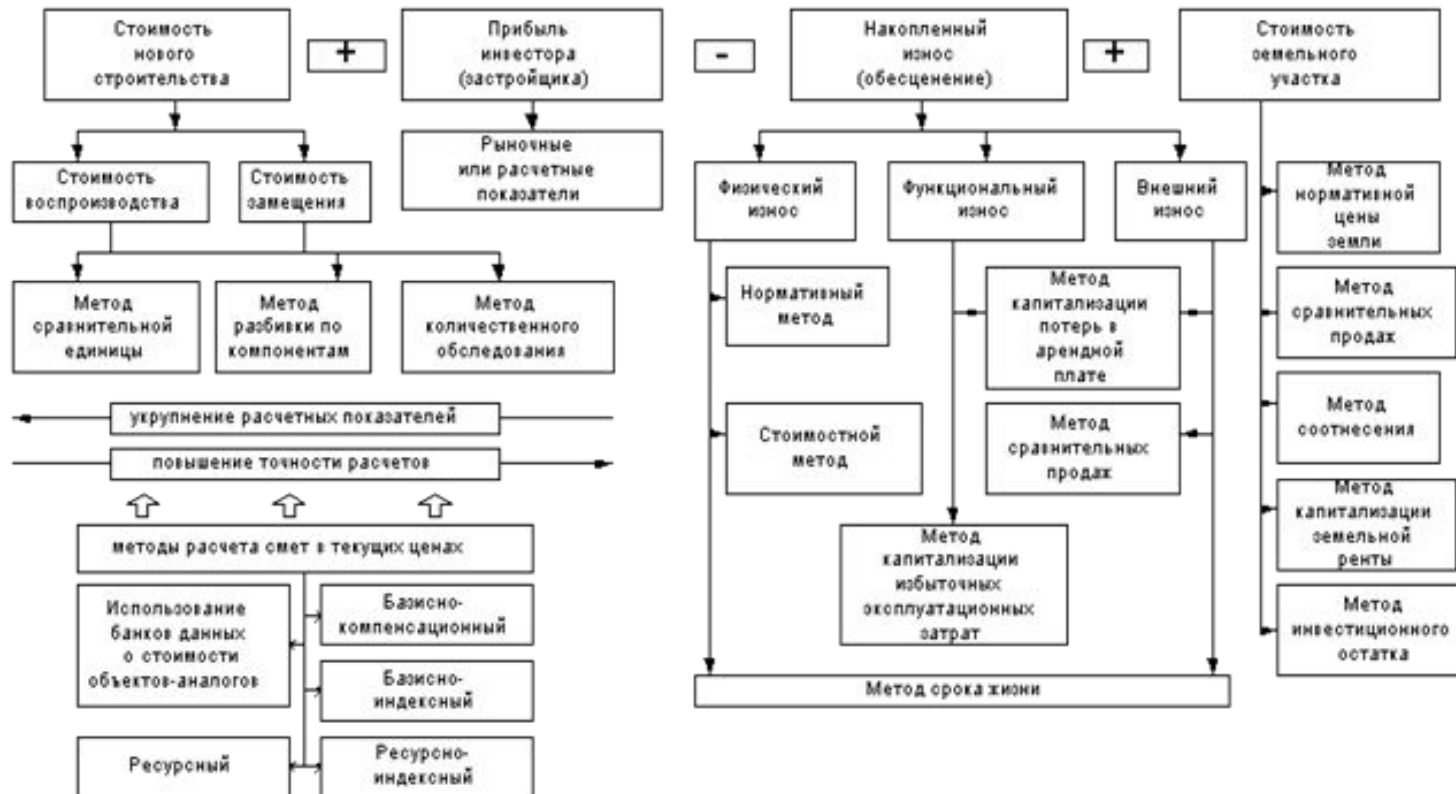 Стоимость
нового
строительства
+
Прибыль
инвестора
(застройщика)
-
Накопленный
износ
(обесценение)
+
Стоимость
земельного
участка
Рыночные
или расчетные
показатели
Стоимость
воспроизводства
Стоимость
замещения
Физический
износ
Функциональный
износ
Внешний
износ
Метод
нормативной
цены
земли
Метод
сравнительной
единицы
Метод
разбивки по
компонентам
Метод
количественного
обследования
Нормативный
метод
Метод
капитализации
потерь в
арендной
плате
Метод
сравнительных
продаж
укрупнение расчетных показателей
повышение точности расчетов
Стоимостной
метод
Метод
сравнительных
продаж
Метод
соотнесения
Метод
капитализации
земельной
ренты
методы расчета смет в текущих ценах
Метод
капитализации
избыточных
эксплуатационных
затрат
Использование
банков данных
о стоимости
объектов-аналогов
Базисно-
компенсационный
Базисно-
индексный
Метод
инвестиционного
остатка
Метод срока жизни
Ресурсный
Ресурсно-
индексный